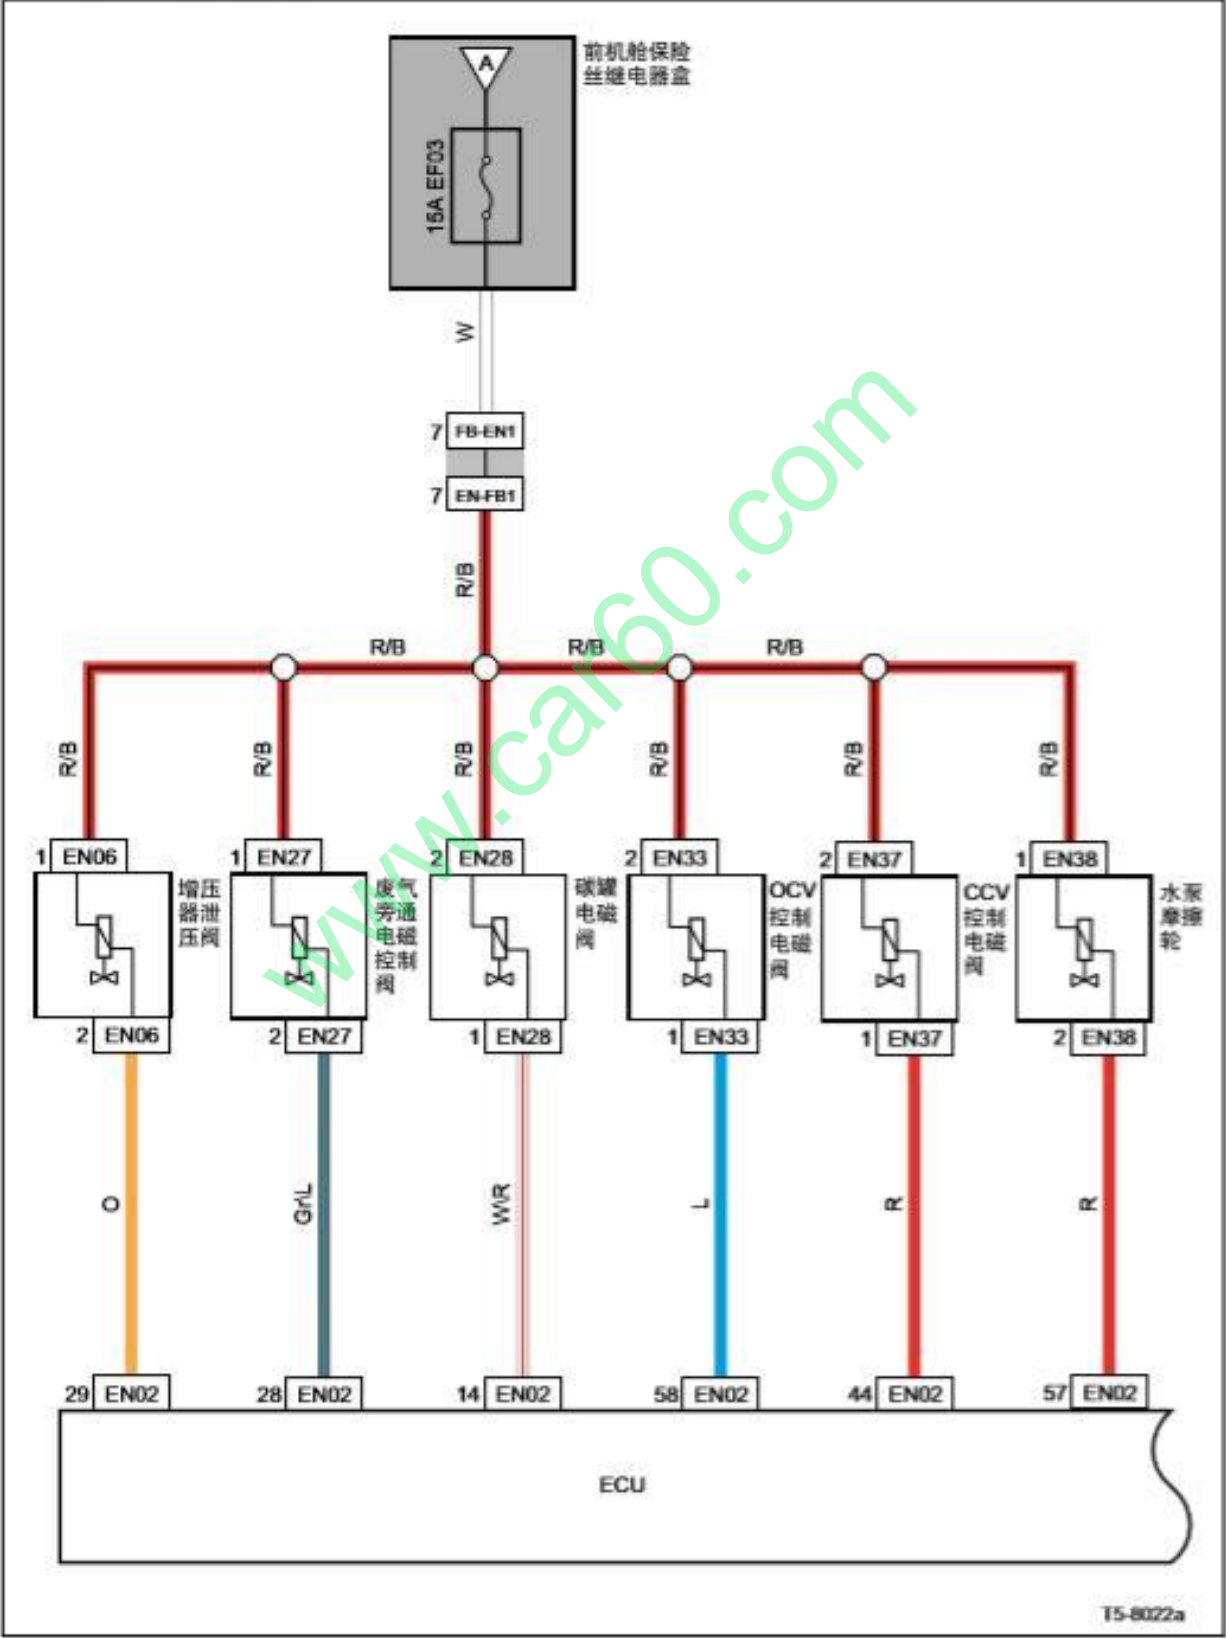 前机舱保险
丝继电器盒
A
15A EF03
W
7 FB-EN1
7 EN-FB1
R/B
R/B R/B R/B
R/B R/B R/B R/B R/B R/B
1 EN06 1 EN27 2 EN28 2 EN33 2 EN37 1 EN38
增压
器泄
压阀
废气
旁通
电磁
控制
阀
碳罐
电磁
阀
OCV
控制
电磁
阀
CCV
控制
电磁
阀
水泵
摩擦
轮
2 EN06 2 EN27 1 EN28 1 EN33 1 EN37 2 EN38
O Gr\L W\R L R R
29 EN02 28 EN02 14 EN02 58 EN02 44 EN02 57 EN02
ECU
T5-8022a
www.car60.com